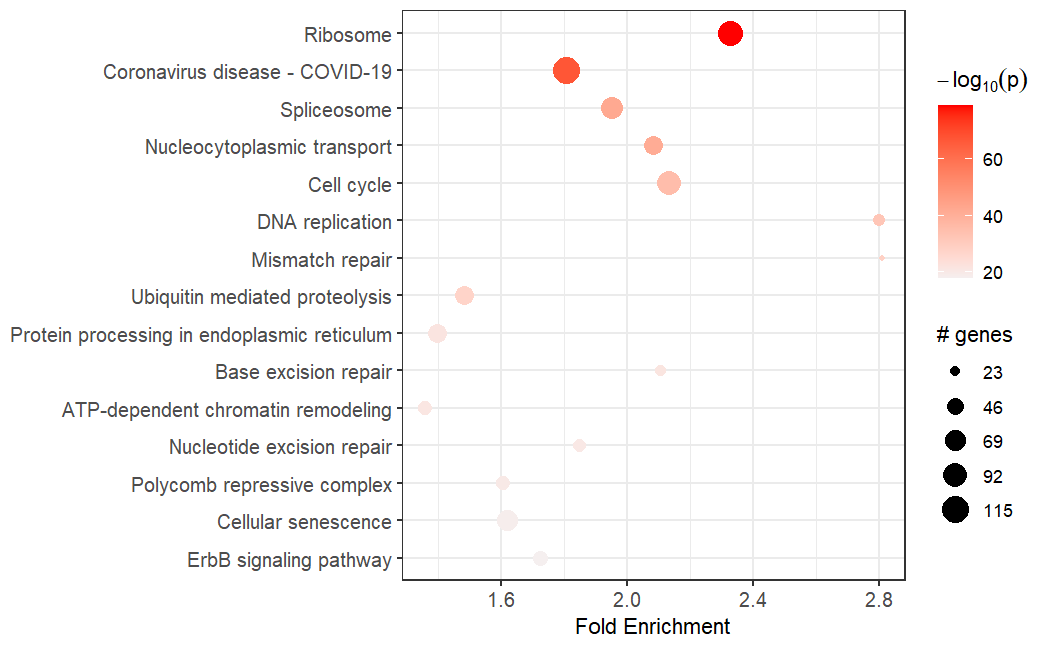 Ribosome
Coronavirus disease - COVID-19
Spliceosome
Nucleocytoplasmic transport
Cell cycle
DNA replication
Mismatch repair
Ubiquitin mediated proteolysis
Protein processing in endoplasmic reticulum
Base excision repair
ATP-dependent chromatin remodeling
Nucleotide excision repair
Polycomb repressive complex
Cellular senescence
ErbB signaling pathway
1.6 2.0 2.4 2.8
Fold Enrichment
−log₁₀(p)
60
40
20
# genes
23
46
69
92
115